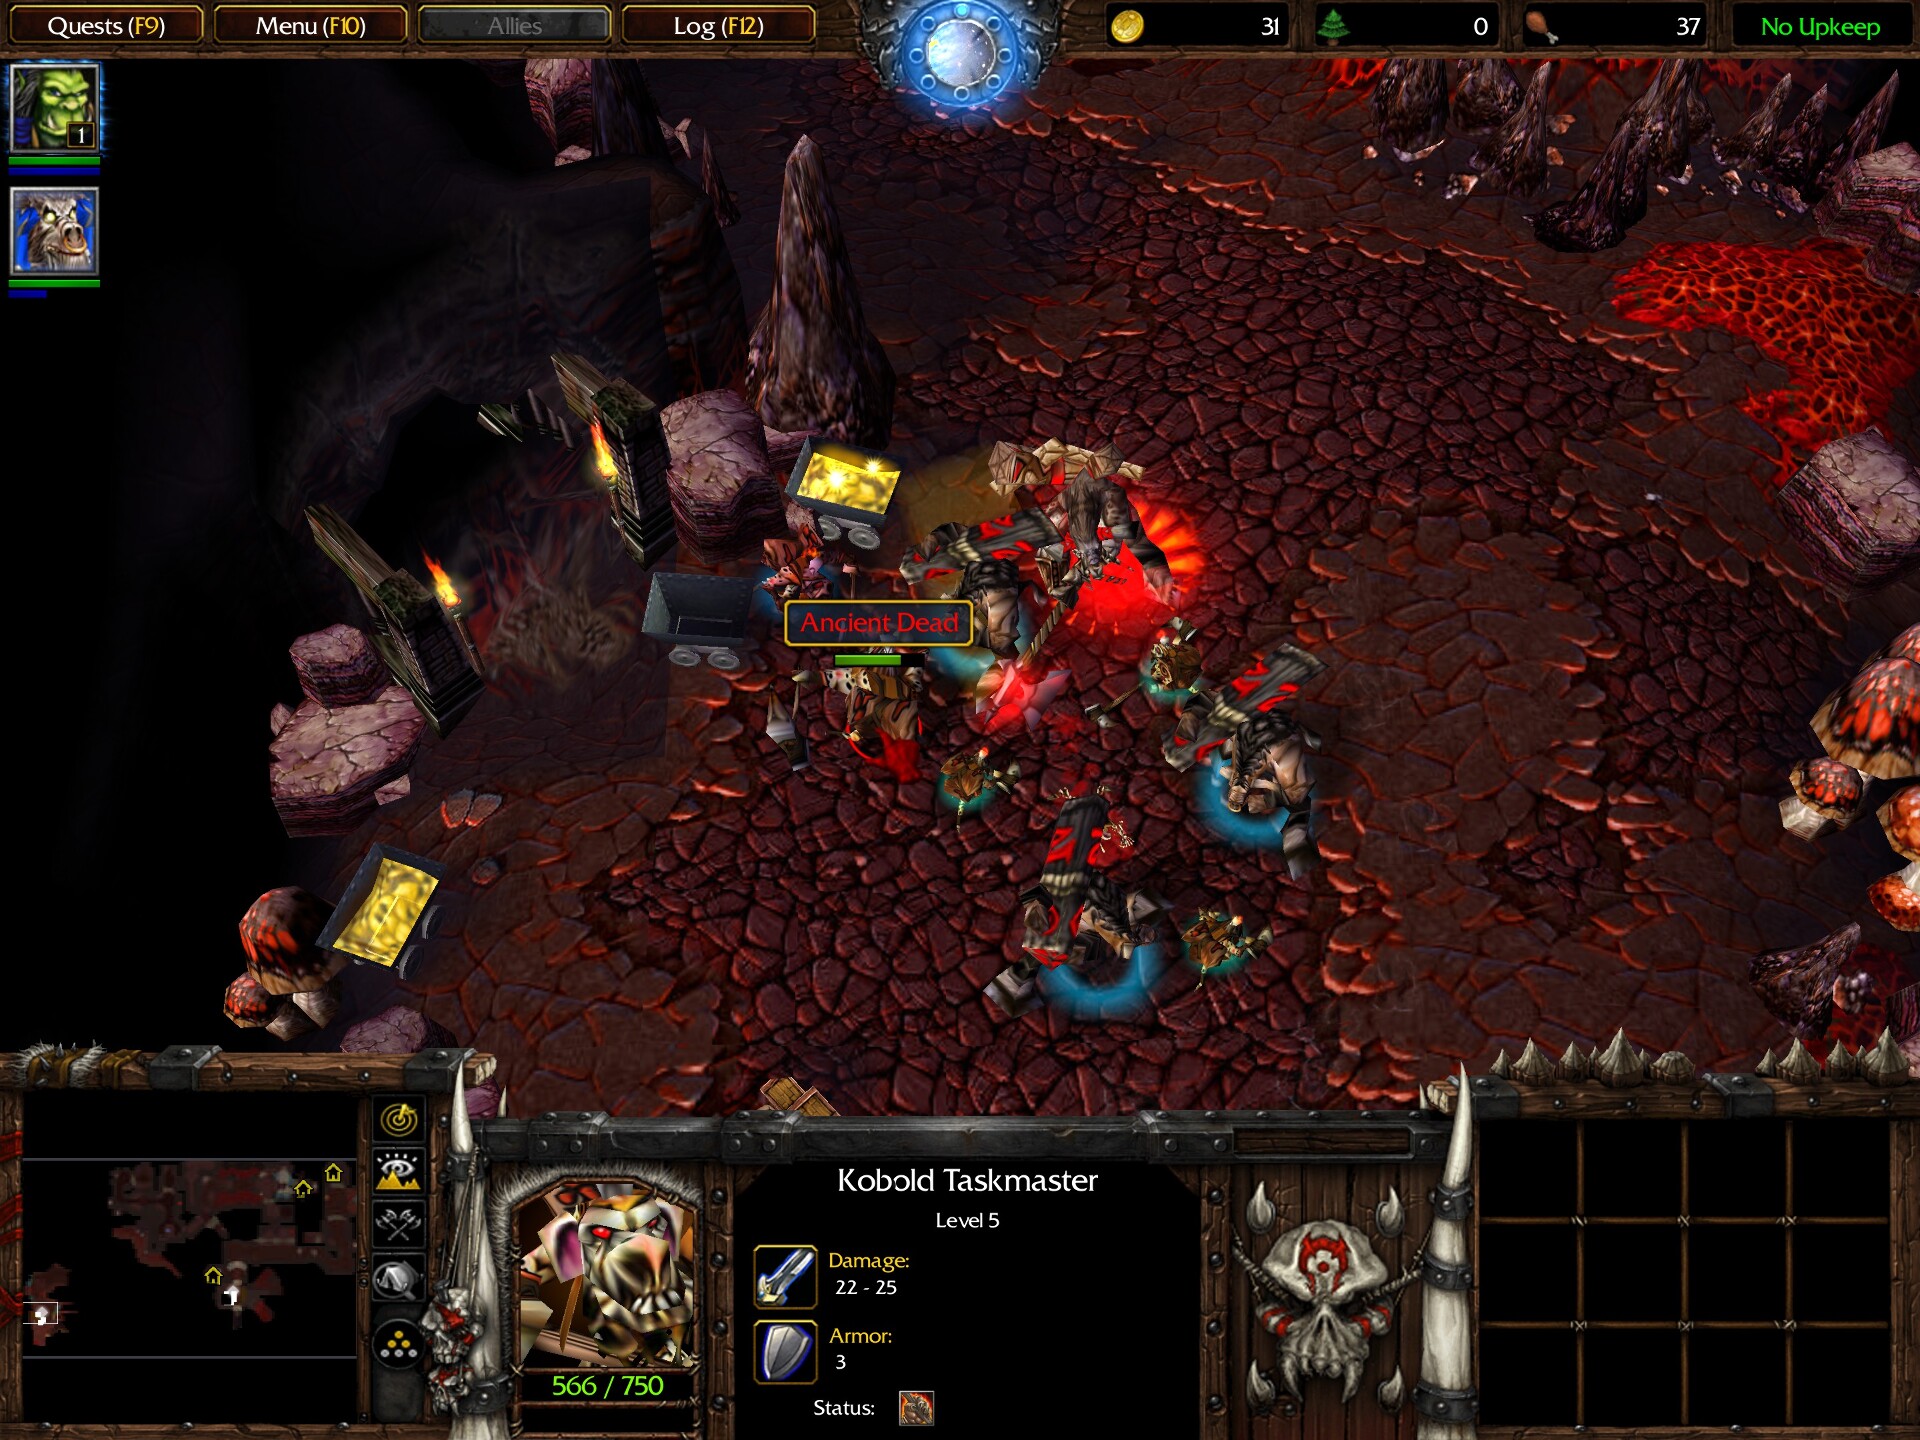 Quests (F9)
Menu (F10)
Allies
Log (F12)
31
0
37
No Upkeep
1
Ancient Dead
Kobold Taskmaster
Level 5
Damage:
22 - 25
Armor:
3
Status:
566 / 750